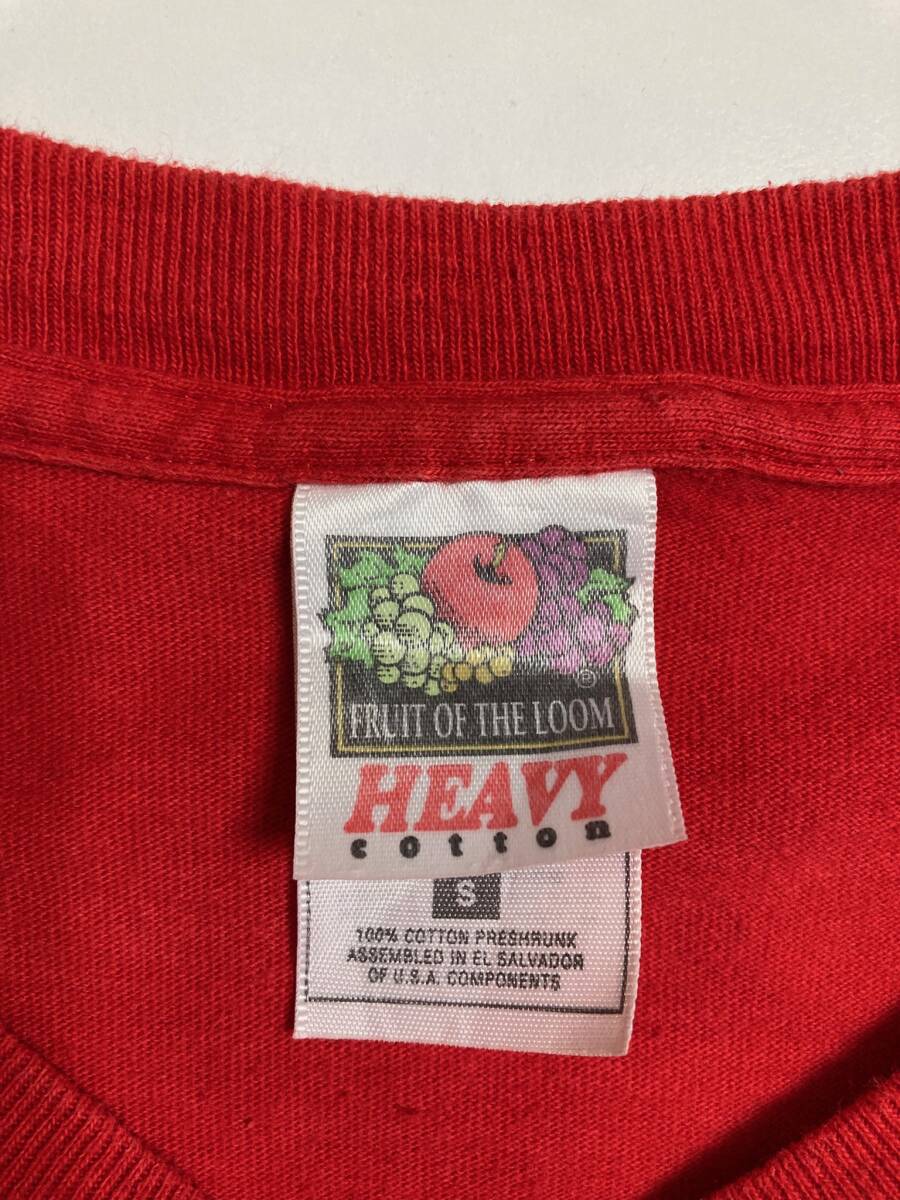 ®
FRUIT OF THE LOOM
HEAVY
cotton
S
100% COTTON PRESHRUNK
ASSEMBLED IN EL SALVADOR
OF U.S.A. COMPONENTS